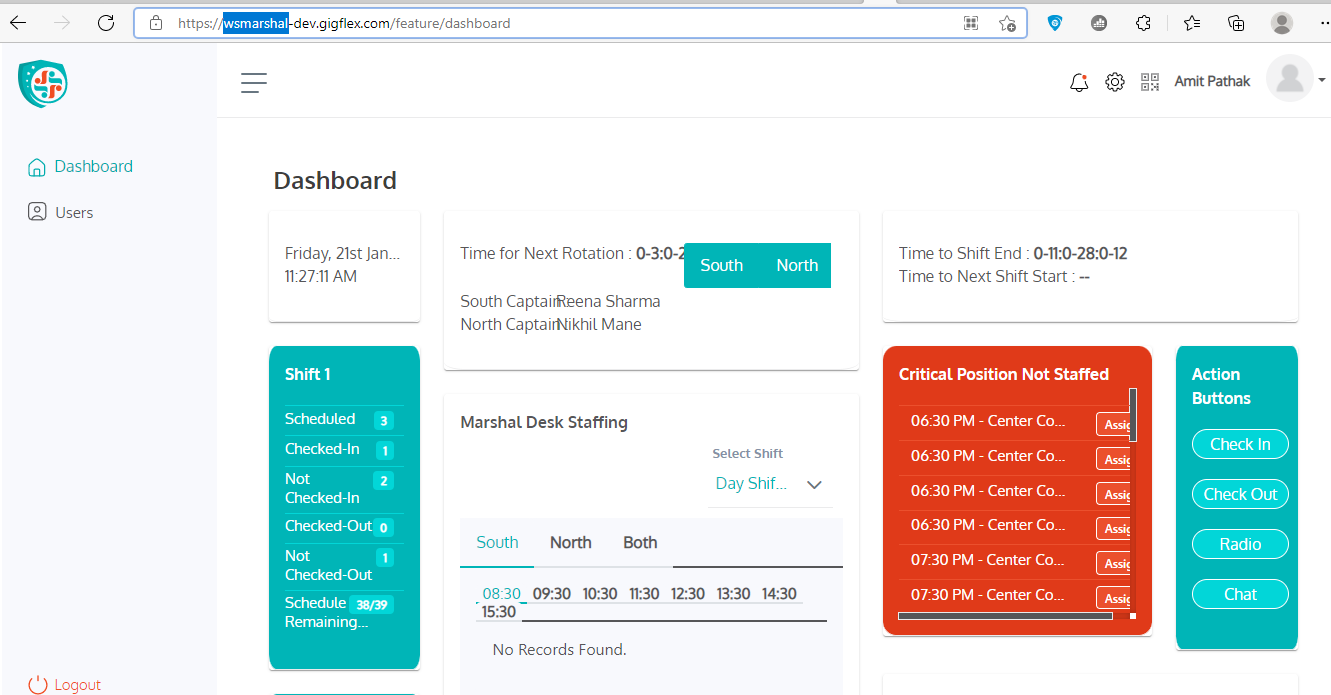 https://wsmarshal-dev.gigflex.com/feature/dashboard
Amit Pathak
Dashboard
Users
Logout
Dashboard
Friday, 21st Jan...
11:27:11 AM
Time for Next Rotation : 0-3:0-2
South North
South Captain Reena Sharma
North Captain Nikhil Mane
Time to Shift End : 0-11:0-28:0-12
Time to Next Shift Start : --
Shift 1
Scheduled 3
Checked-In 1
Not 2
Checked-In
Checked-Out 0
Not 1
Checked-Out
Schedule 38/39
Remaining...
Marshal Desk Staffing
Select Shift
Day Shif...
South North Both
08:30 09:30 10:30 11:30 12:30 13:30 14:30
15:30
No Records Found.
Critical Position Not Staffed
06:30 PM - Center Co... Assig
06:30 PM - Center Co... Assig
06:30 PM - Center Co... Assig
06:30 PM - Center Co... Assig
07:30 PM - Center Co... Assig
07:30 PM - Center Co... Assig
Action
Buttons
Check In
Check Out
Radio
Chat